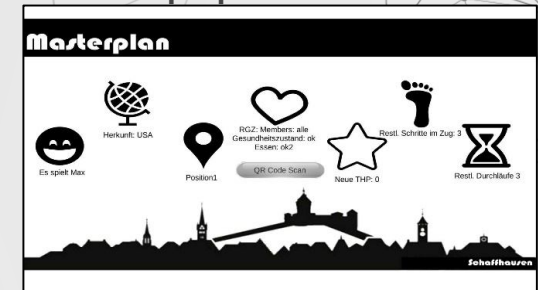 Masterplan
Herkunft: USA
RGZ: Members: alle
Gesundheitszustand: ok
Essen: ok2
Restl. Schritte im Zug: 3
Es spielt Max
Position1
QR Code Scan
Neue THP: 0
Restl. Durchläufe 3
Schaffhausen